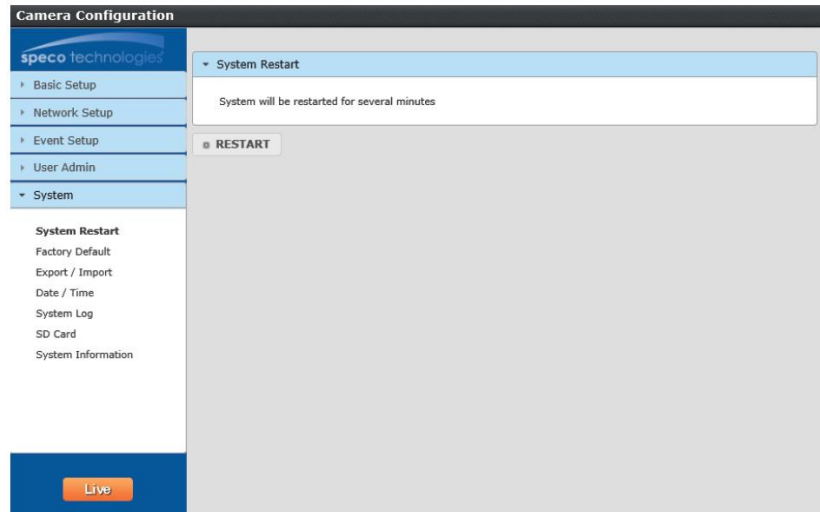 Camera Configuration
speco technologies
Basic Setup
Network Setup
Event Setup
User Admin
System
System Restart
Factory Default
Export / Import
Date / Time
System Log
SD Card
System Information
Live
System Restart
System will be restarted for several minutes
RESTART